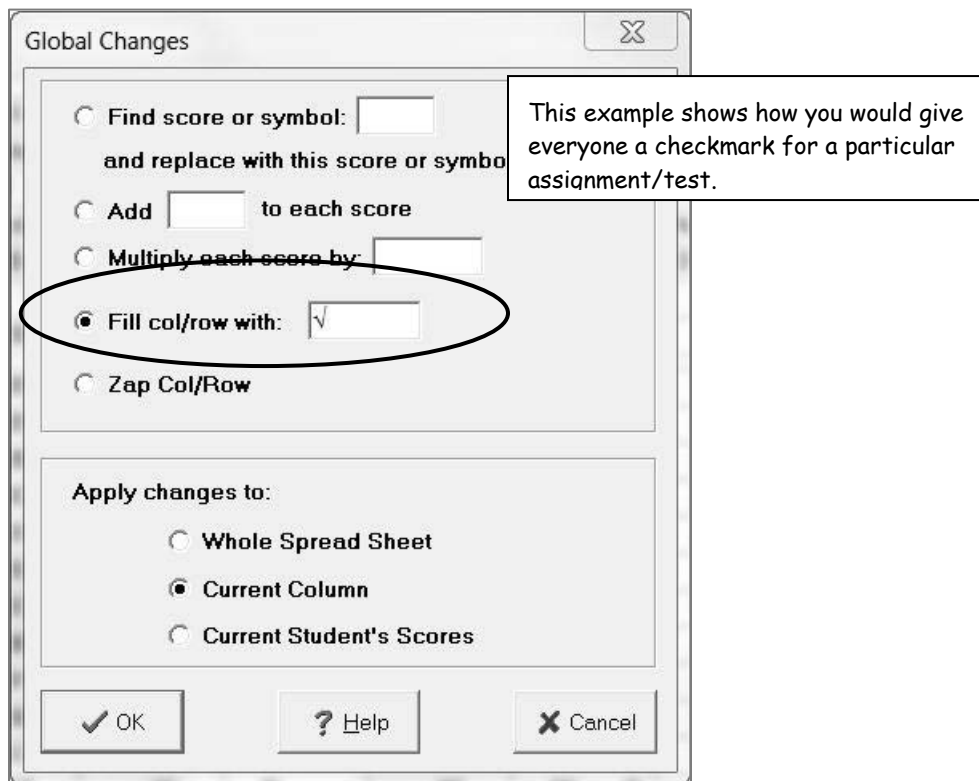 Global Changes
This example shows how you would give
everyone a checkmark for a particular
assignment/test.
Find score or symbol:
and replace with this score or symbo
Add to each score
Multiply each score by:
Fill col/row with: √
Zap Col/Row
Apply changes to:
Whole Spread Sheet
Current Column
Current Student's Scores
OK
? Help
Cancel